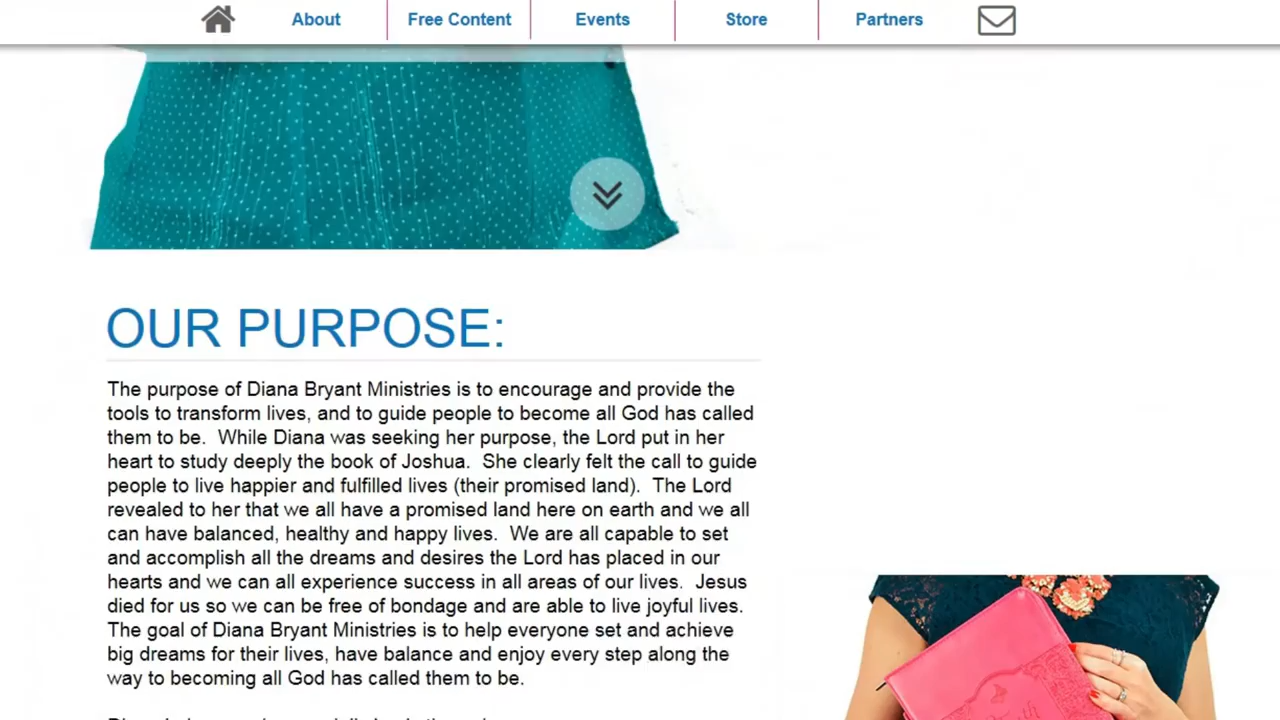 About Free Content Events Store Partners
OUR PURPOSE:
The purpose of Diana Bryant Ministries is to encourage and provide the
tools to transform lives, and to guide people to become all God has called
them to be.  While Diana was seeking her purpose, the Lord put in her
heart to study deeply the book of Joshua.  She clearly felt the call to guide
people to live happier and fulfilled lives (their promised land).  The Lord
revealed to her that we all have a promised land here on earth and we all
can have balanced, healthy and happy lives.  We are all capable to set
and accomplish all the dreams and desires the Lord has placed in our
hearts and we can all experience success in all areas of our lives.  Jesus
died for us so we can be free of bondage and are able to live joyful lives.
The goal of Diana Bryant Ministries is to help everyone set and achieve
big dreams for their lives, have balance and enjoy every step along the
way to becoming all God has called them to be.